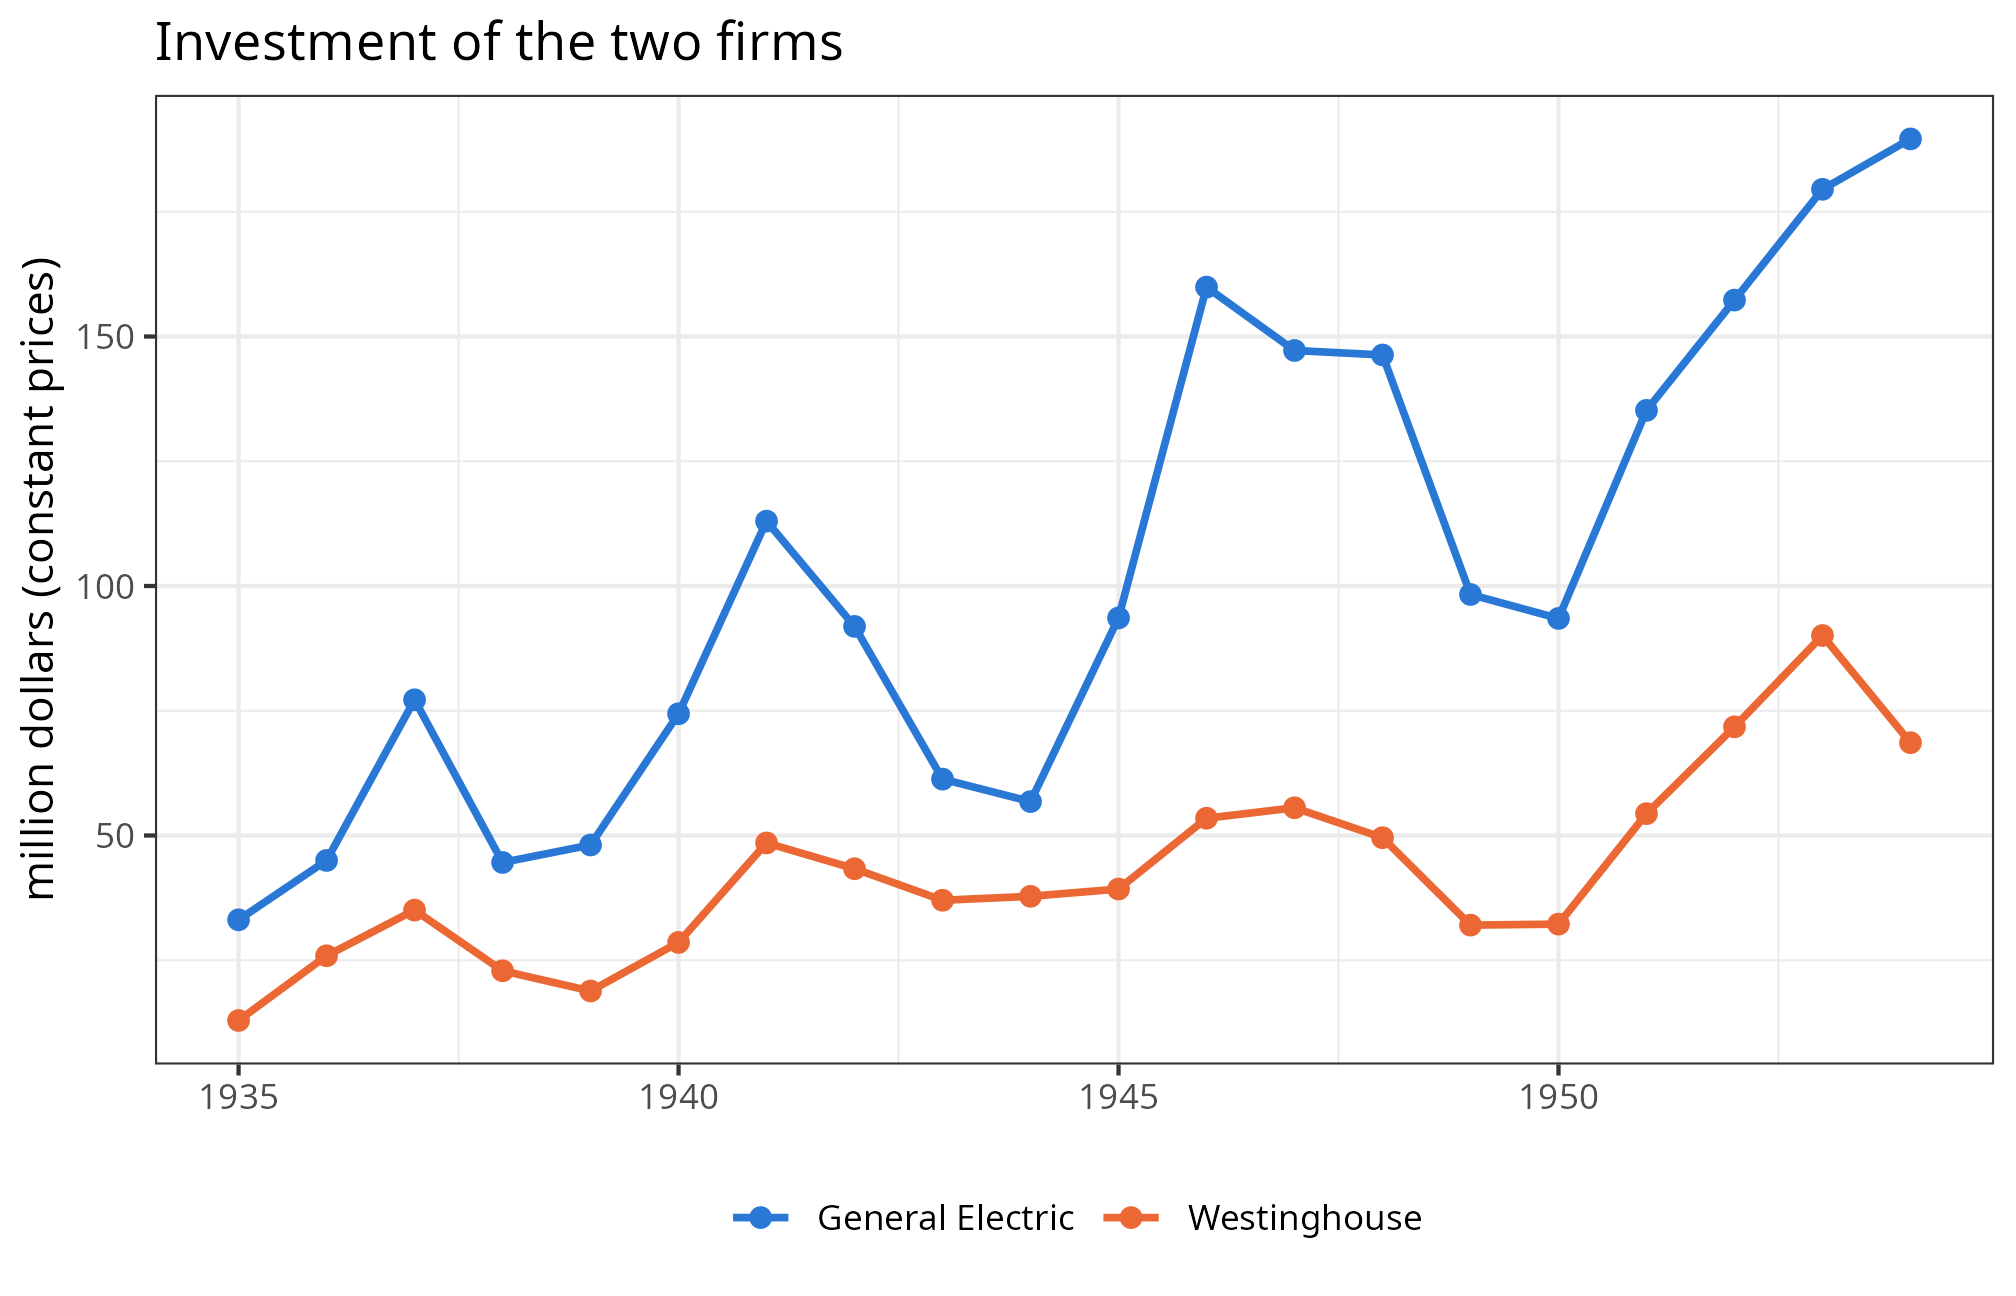 Investment of the two firms
million dollars (constant prices)
150
100
50
1935 1940 1945 1950
General Electric Westinghouse